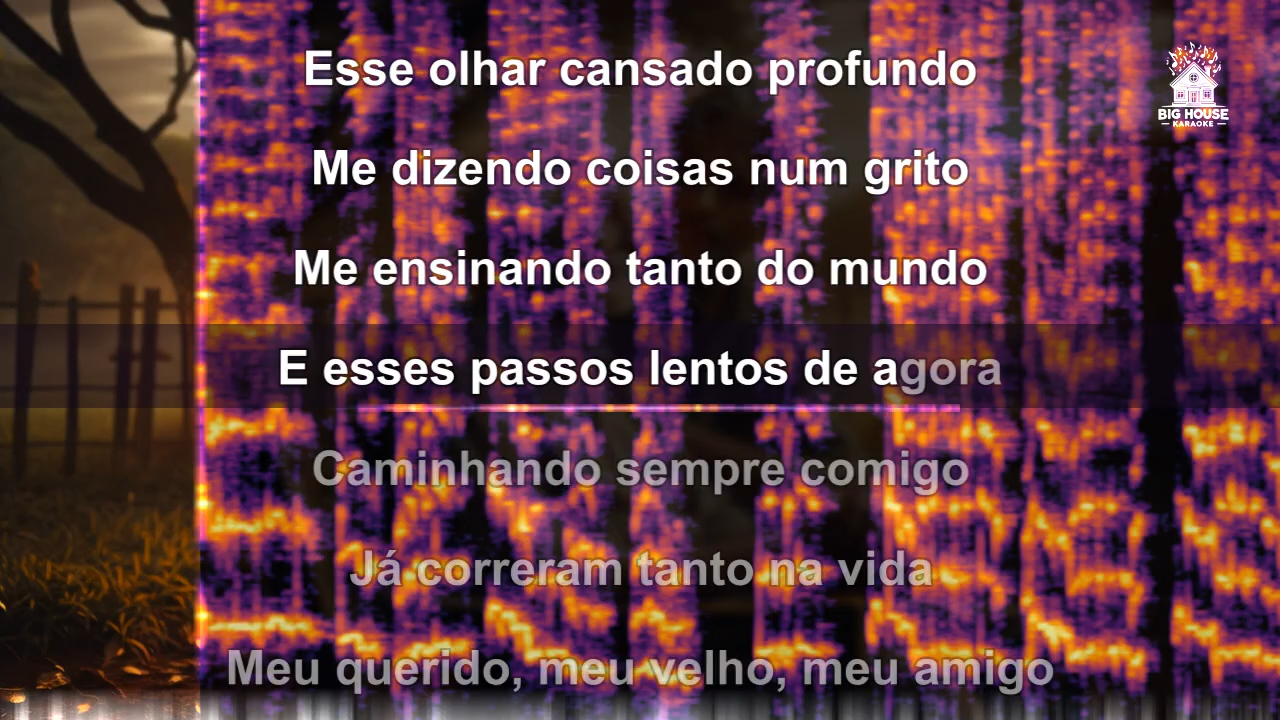 Esse olhar cansado profundo
BIG HOUSE
KARAOKE
Me dizendo coisas num grito
Me ensinando tanto do mundo
E esses passos lentos de agora
Caminhando sempre comigo
Já correram tanto na vida
Meu querido, meu velho, meu amigo